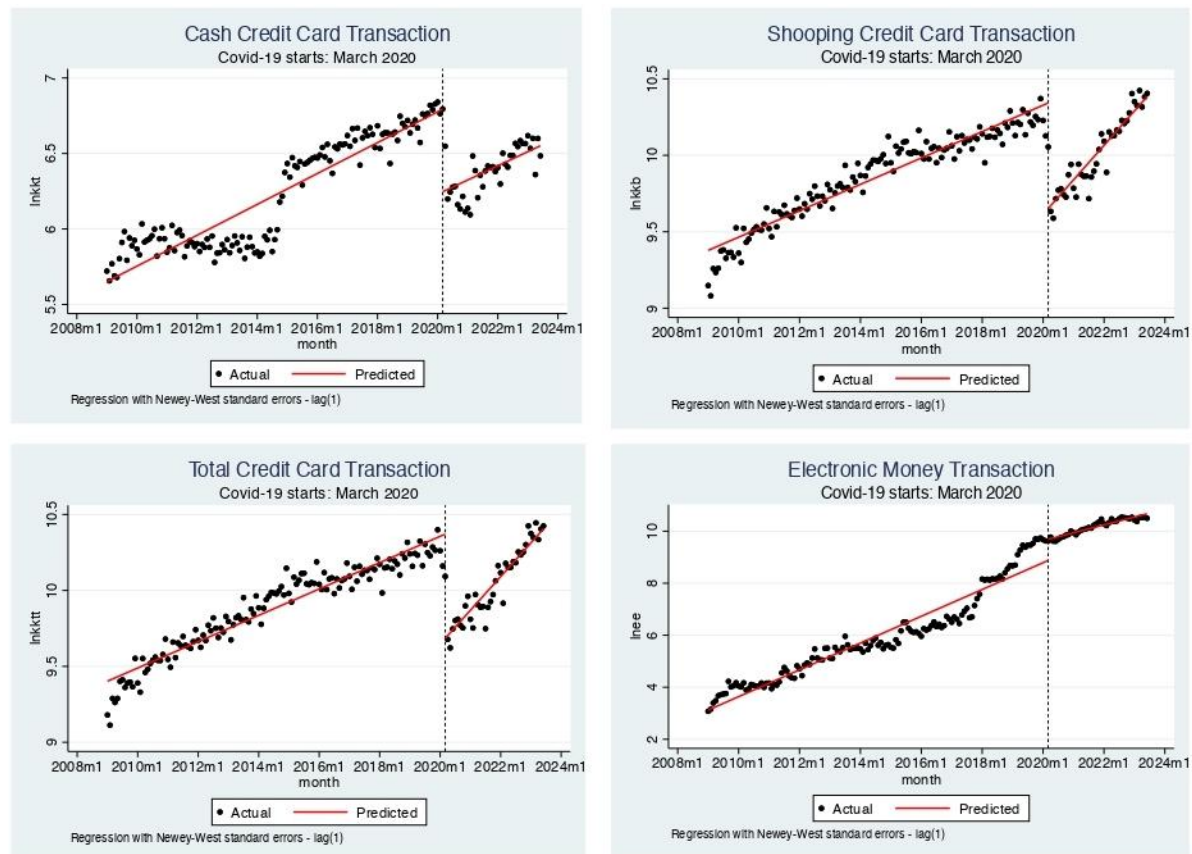 Cash Credit Card Transaction
Covid-19 starts: March 2020
7
6.5
6
5.5
lnkkt
2008m1 2010m1 2012m1 2014m1 2016m1 2018m1 2020m1 2022m1 2024m1
month
Actual Predicted
Regression with Newey-West standard errors - lag(1)
Shooping Credit Card Transaction
Covid-19 starts: March 2020
10.5
10
9.5
9
lnkkb
2008m1 2010m1 2012m1 2014m1 2016m1 2018m1 2020m1 2022m1 2024m1
month
Actual Predicted
Regression with Newey-West standard errors - lag(1)
Total Credit Card Transaction
Covid-19 starts: March 2020
10.5
10
9.5
9
lnkktt
2008m1 2010m1 2012m1 2014m1 2016m1 2018m1 2020m1 2022m1 2024m1
month
Actual Predicted
Regression with Newey-West standard errors - lag(1)
Electronic Money Transaction
Covid-19 starts: March 2020
10
8
6
4
2
lnee
2008m1 2010m1 2012m1 2014m1 2016m1 2018m1 2020m1 2022m1 2024m1
month
Actual Predicted
Regression with Newey-West standard errors - lag(1)